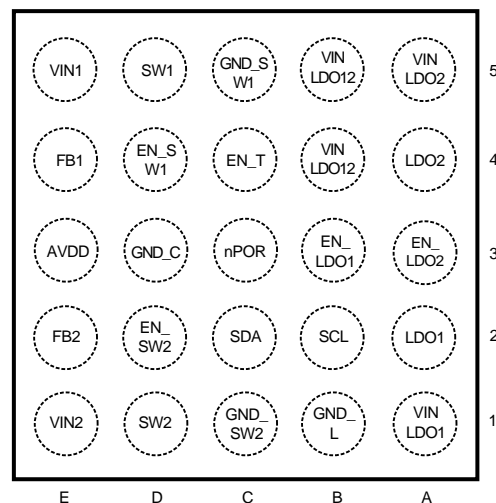 VIN1
SW1
GND_S
W1
VIN
LDO12
VIN
LDO2
5
FB1
EN_S
W1
EN_T
VIN
LDO12
LDO2
4
AVDD
GND_C
nPOR
EN_
LDO1
EN_
LDO2
3
FB2
EN_
SW2
SDA
SCL
LDO1
2
VIN2
SW2
GND_
SW2
GND_
L
VIN
LDO1
1
E D C B A